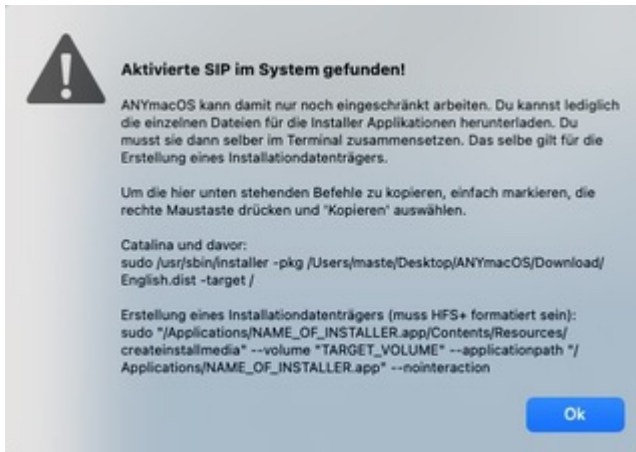 Aktivierte SIP im System gefunden!
ANYmacOS kann damit nur noch eingeschränkt arbeiten. Du kannst lediglich
die einzelnen Dateien für die Installer Applikationen herunterladen. Du
musst sie dann selber im Terminal zusammensetzen. Das selbe gilt für die
Erstellung eines Installationdatenträgers.
Um die hier unten stehenden Befehle zu kopieren, einfach markieren, die
rechte Maustaste drücken und 'Kopieren' auswählen.
Catalina und davor:
sudo /usr/sbin/installer -pkg /Users/maste/Desktop/ANYmacOS/Download/
English.dist -target /
Erstellung eines Installationdatenträgers (muss HFS+ formatiert sein):
sudo "/Applications/NAME_OF_INSTALLER.app/Contents/Resources/
createinstallmedia" --volume "TARGET_VOLUME" --applicationpath "/
Applications/NAME_OF_INSTALLER.app" --nointeraction
Ok